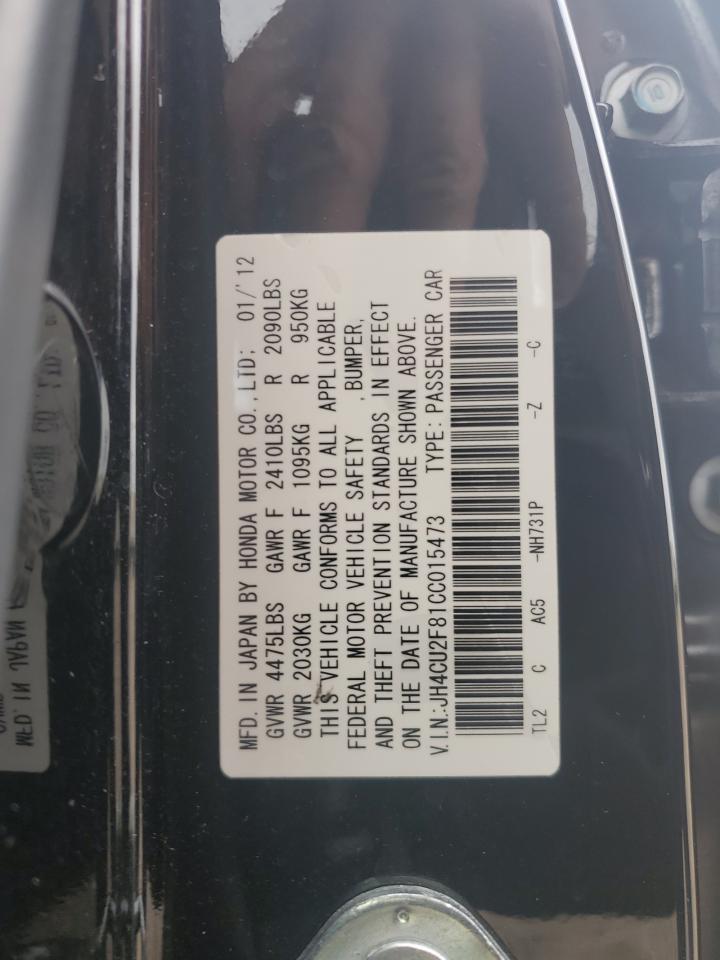 MFD. IN JAPAN BY HONDA MOTOR CO.,LTD; 01/'12
GVWR 4475LBS GAWR F 2410LBS R 2090LBS
GVWR 2030KG GAWR F 1095KG R 950KG
THIS VEHICLE CONFORMS TO ALL APPLICABLE
FEDERAL MOTOR VEHICLE SAFETY ,BUMPER,
AND THEFT PREVENTION STANDARDS IN EFFECT
ON THE DATE OF MANUFACTURE SHOWN ABOVE.
V.I.N.:JH4CU2F81CC015473 TYPE:PASSENGER CAR
TL2 C AC5 -NH731P -Z -C
MFD. IN JAPAN
CO., LTD.